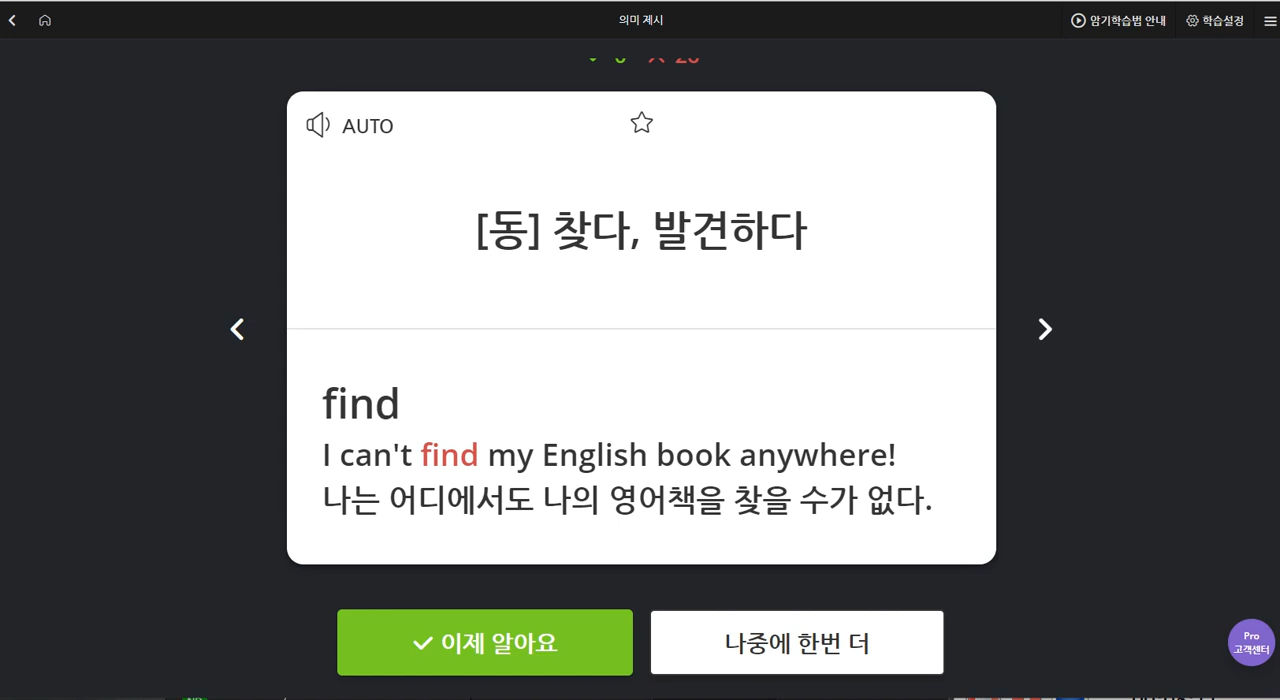 의미 제시
암기학습법 안내
학습설정
AUTO
[동] 찾다, 발견하다
find
I can't find my English book anywhere!
나는 어디에서도 나의 영어책을 찾을 수가 없다.
이제 알아요
나중에 한번 더
Pro
고객센터